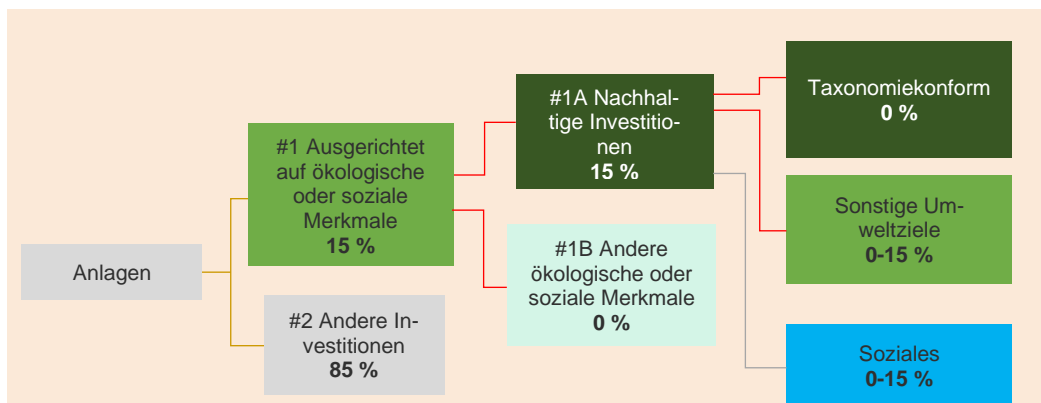 Anlagen
#1 Ausgerichtet
auf ökologische
oder soziale
Merkmale
15 %
#2 Andere In-
vestitionen
85 %
#1A Nachhal-
tige Investitio-
nen
15 %
#1B Andere
ökologische oder
soziale Merkmale
0 %
Taxonomiekonform
0 %
Sonstige Um-
weltziele
0-15 %
Soziales
0-15 %